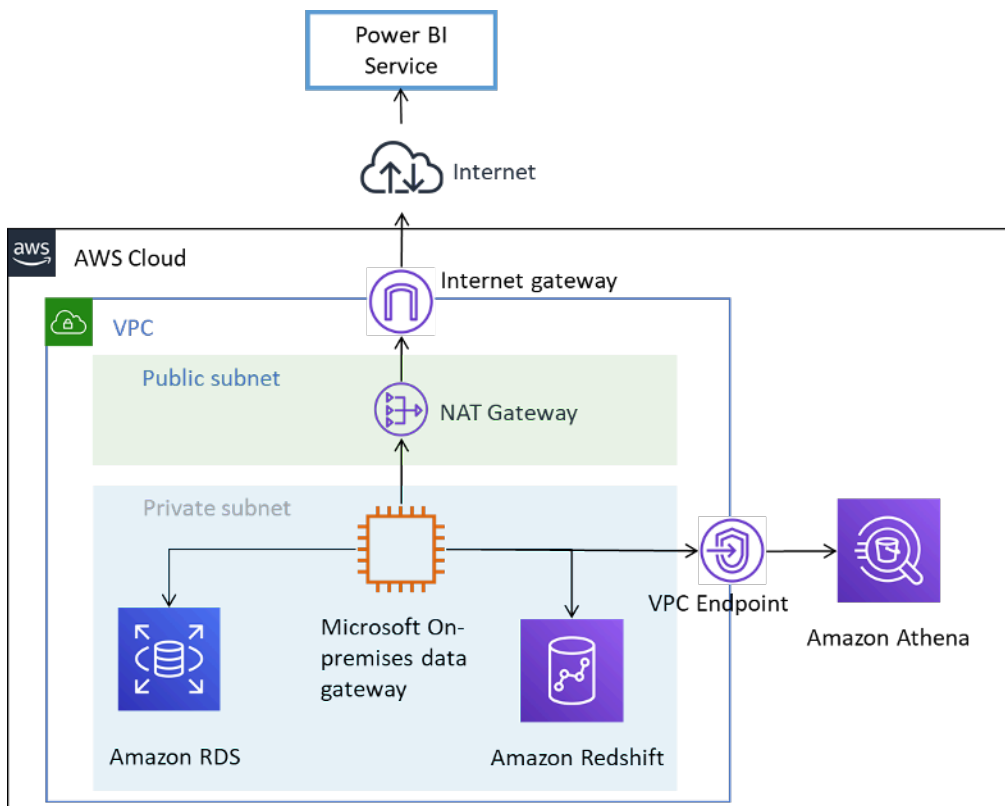 Power BI
Service
Internet
aws
AWS Cloud
Internet gateway
VPC
Public subnet
NAT Gateway
Private subnet
VPC Endpoint
Microsoft On-
premises data
gateway
Amazon Athena
Amazon RDS
Amazon Redshift